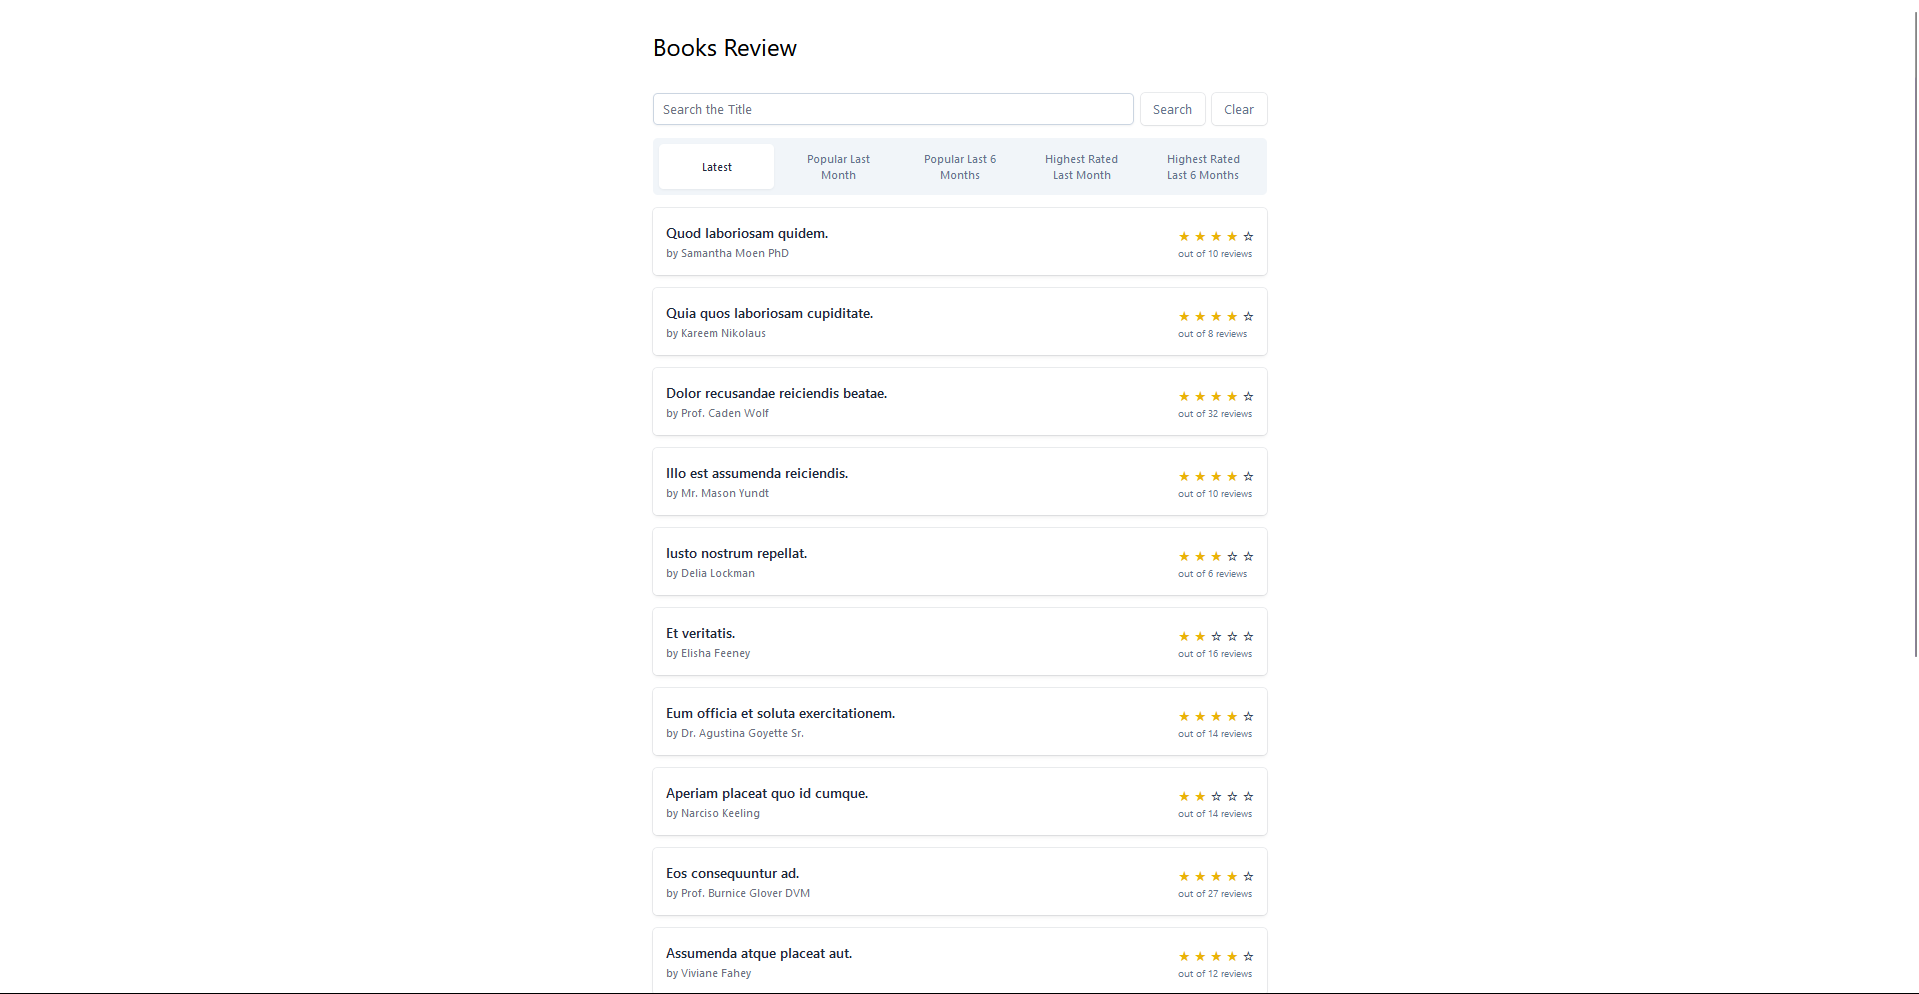 Books Review
Search the Title
Search
Clear
Latest
Popular Last
Month
Popular Last 6
Months
Highest Rated
Last Month
Highest Rated
Last 6 Months
Quod laboriosam quidem.
by Samantha Moen PhD
out of 10 reviews
Quia quos laboriosam cupiditate.
by Kareem Nikolaus
out of 8 reviews
Dolor recusandae reiciendis beatae.
by Prof. Caden Wolf
out of 32 reviews
Illo est assumenda reiciendis.
by Mr. Mason Yundt
out of 10 reviews
Iusto nostrum repellat.
by Delia Lockman
out of 6 reviews
Et veritatis.
by Elisha Feeney
out of 16 reviews
Eum officia et soluta exercitationem.
by Dr. Agustina Goyette Sr.
out of 14 reviews
Aperiam placeat quo id cumque.
by Narciso Keeling
out of 14 reviews
Eos consequuntur ad.
by Prof. Burnice Glover DVM
out of 27 reviews
Assumenda atque placeat aut.
by Viviane Fahey
out of 12 reviews